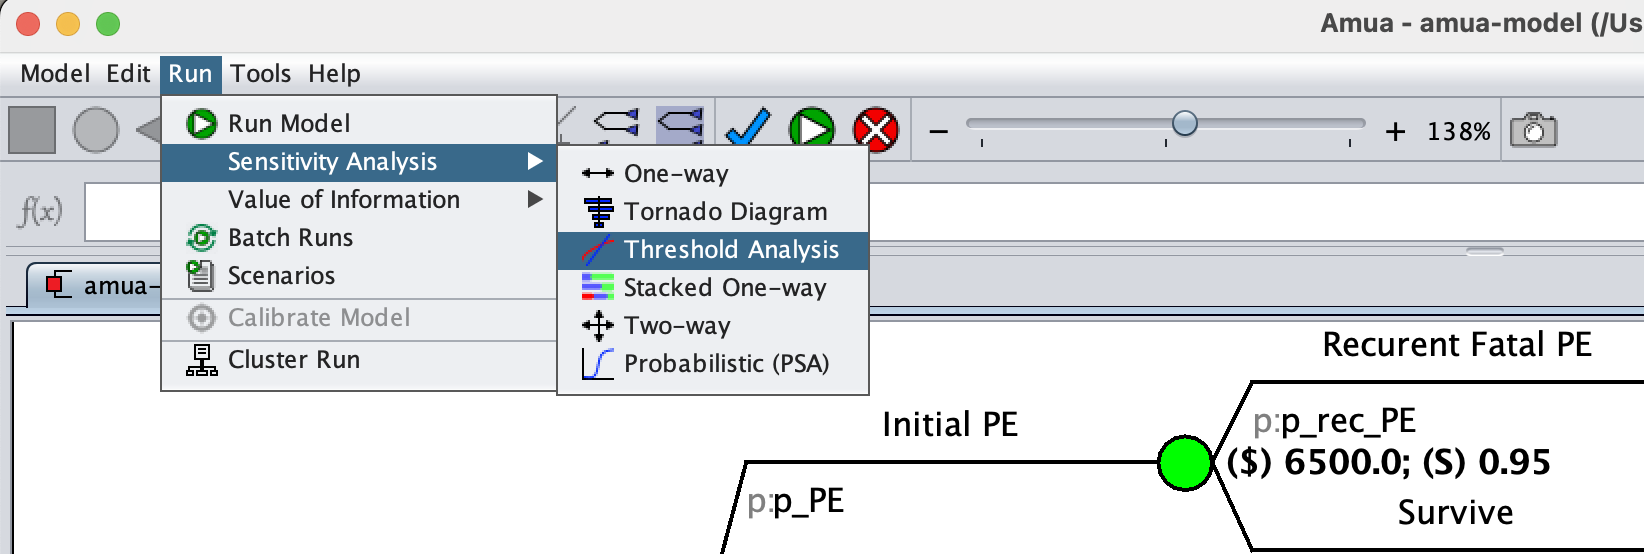 Amua - amua-model (/Us
Model Edit Run Tools Help
138%
f(x)
Run Model
Sensitivity Analysis
Value of Information
Batch Runs
Scenarios
Calibrate Model
Cluster Run
One-way
Tornado Diagram
Threshold Analysis
Stacked One-way
Two-way
Probabilistic (PSA)
amua-
Recurent Fatal PE
Initial PE
p:p_rec_PE
($) 6500.0; (S) 0.95
p:p_PE
Survive